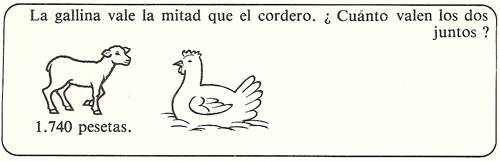 La gallina vale la mitad que el cordero. ¿ Cuánto valen los dos
juntos ?
1.740 pesetas.